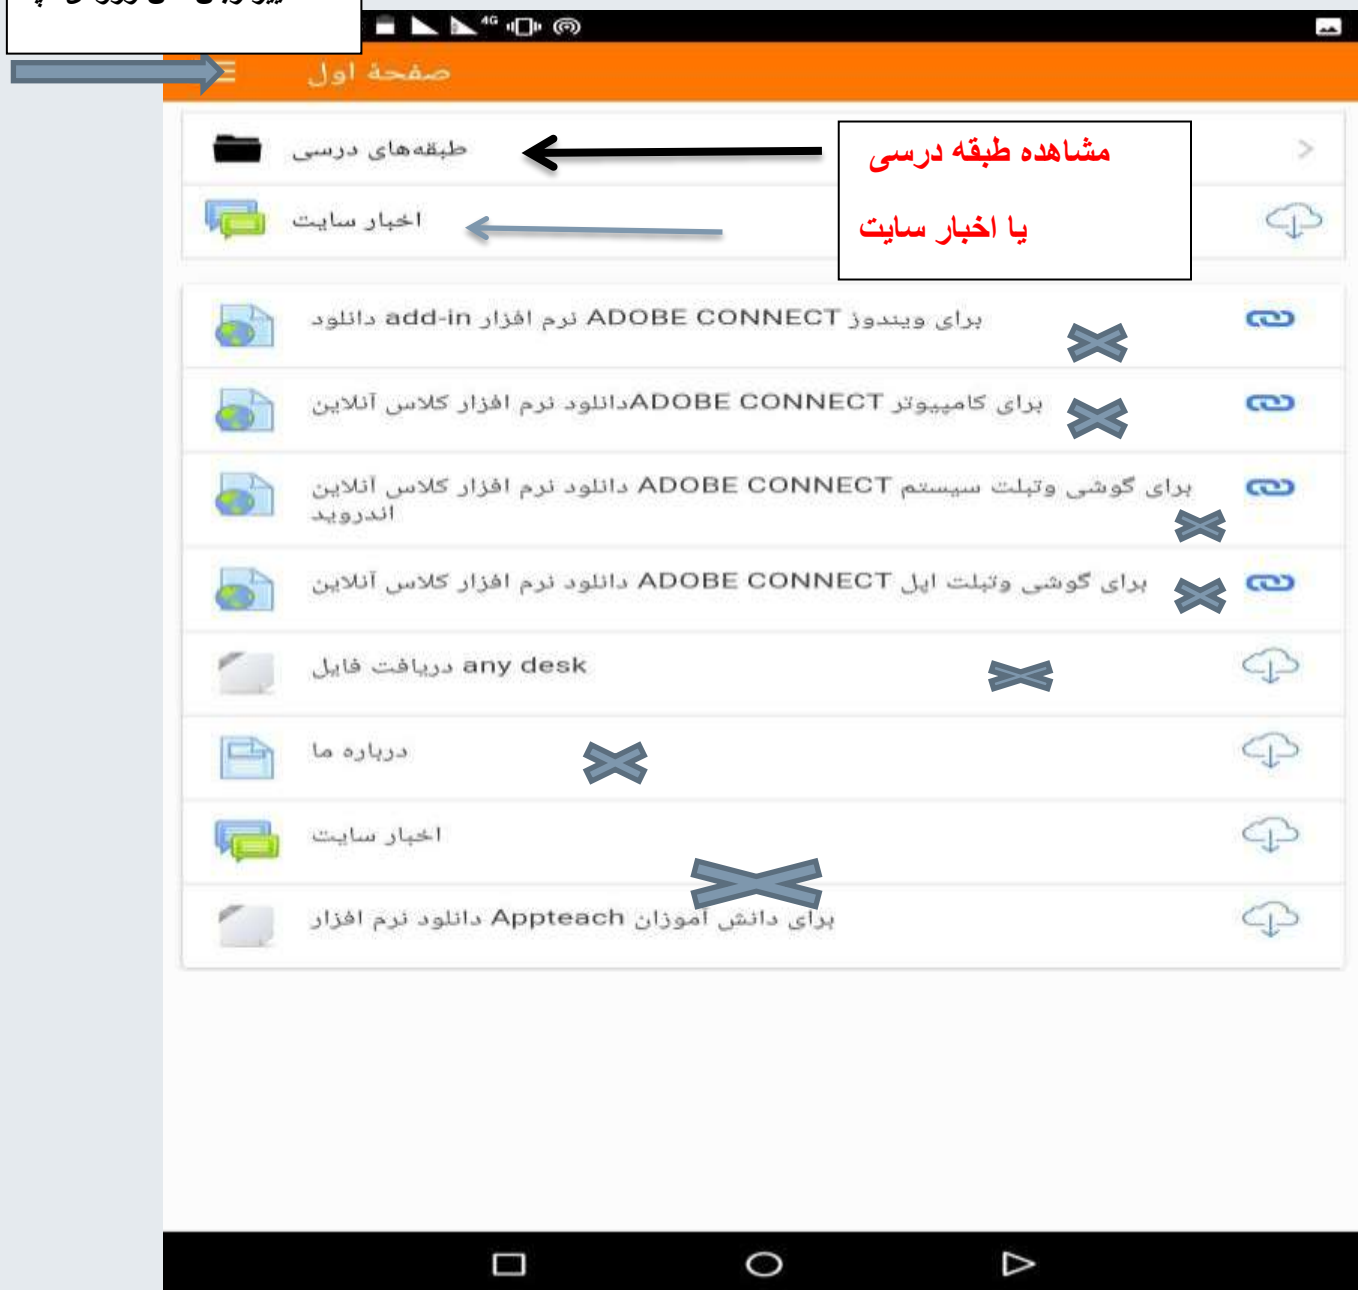 4G
صفحهٔ اول
طبقه‌های درسی
مشاهده طبقه درسی
یا اخبار سایت
اخبار سایت
برای ویندوز ADOBE CONNECT نرم افزار add-in دانلود
برای کامپیوتر ADOBE CONNECTدانلود نرم افزار کلاس آنلاین
برای گوشی وتبلت سیستم ADOBE CONNECT دانلود نرم افزار کلاس آنلاین
اندروید
برای گوشی وتبلت اپل ADOBE CONNECT دانلود نرم افزار کلاس آنلاین
any desk دریافت فایل
درباره ما
اخبار سایت
برای دانش آموزان Appteach دانلود نرم افزار